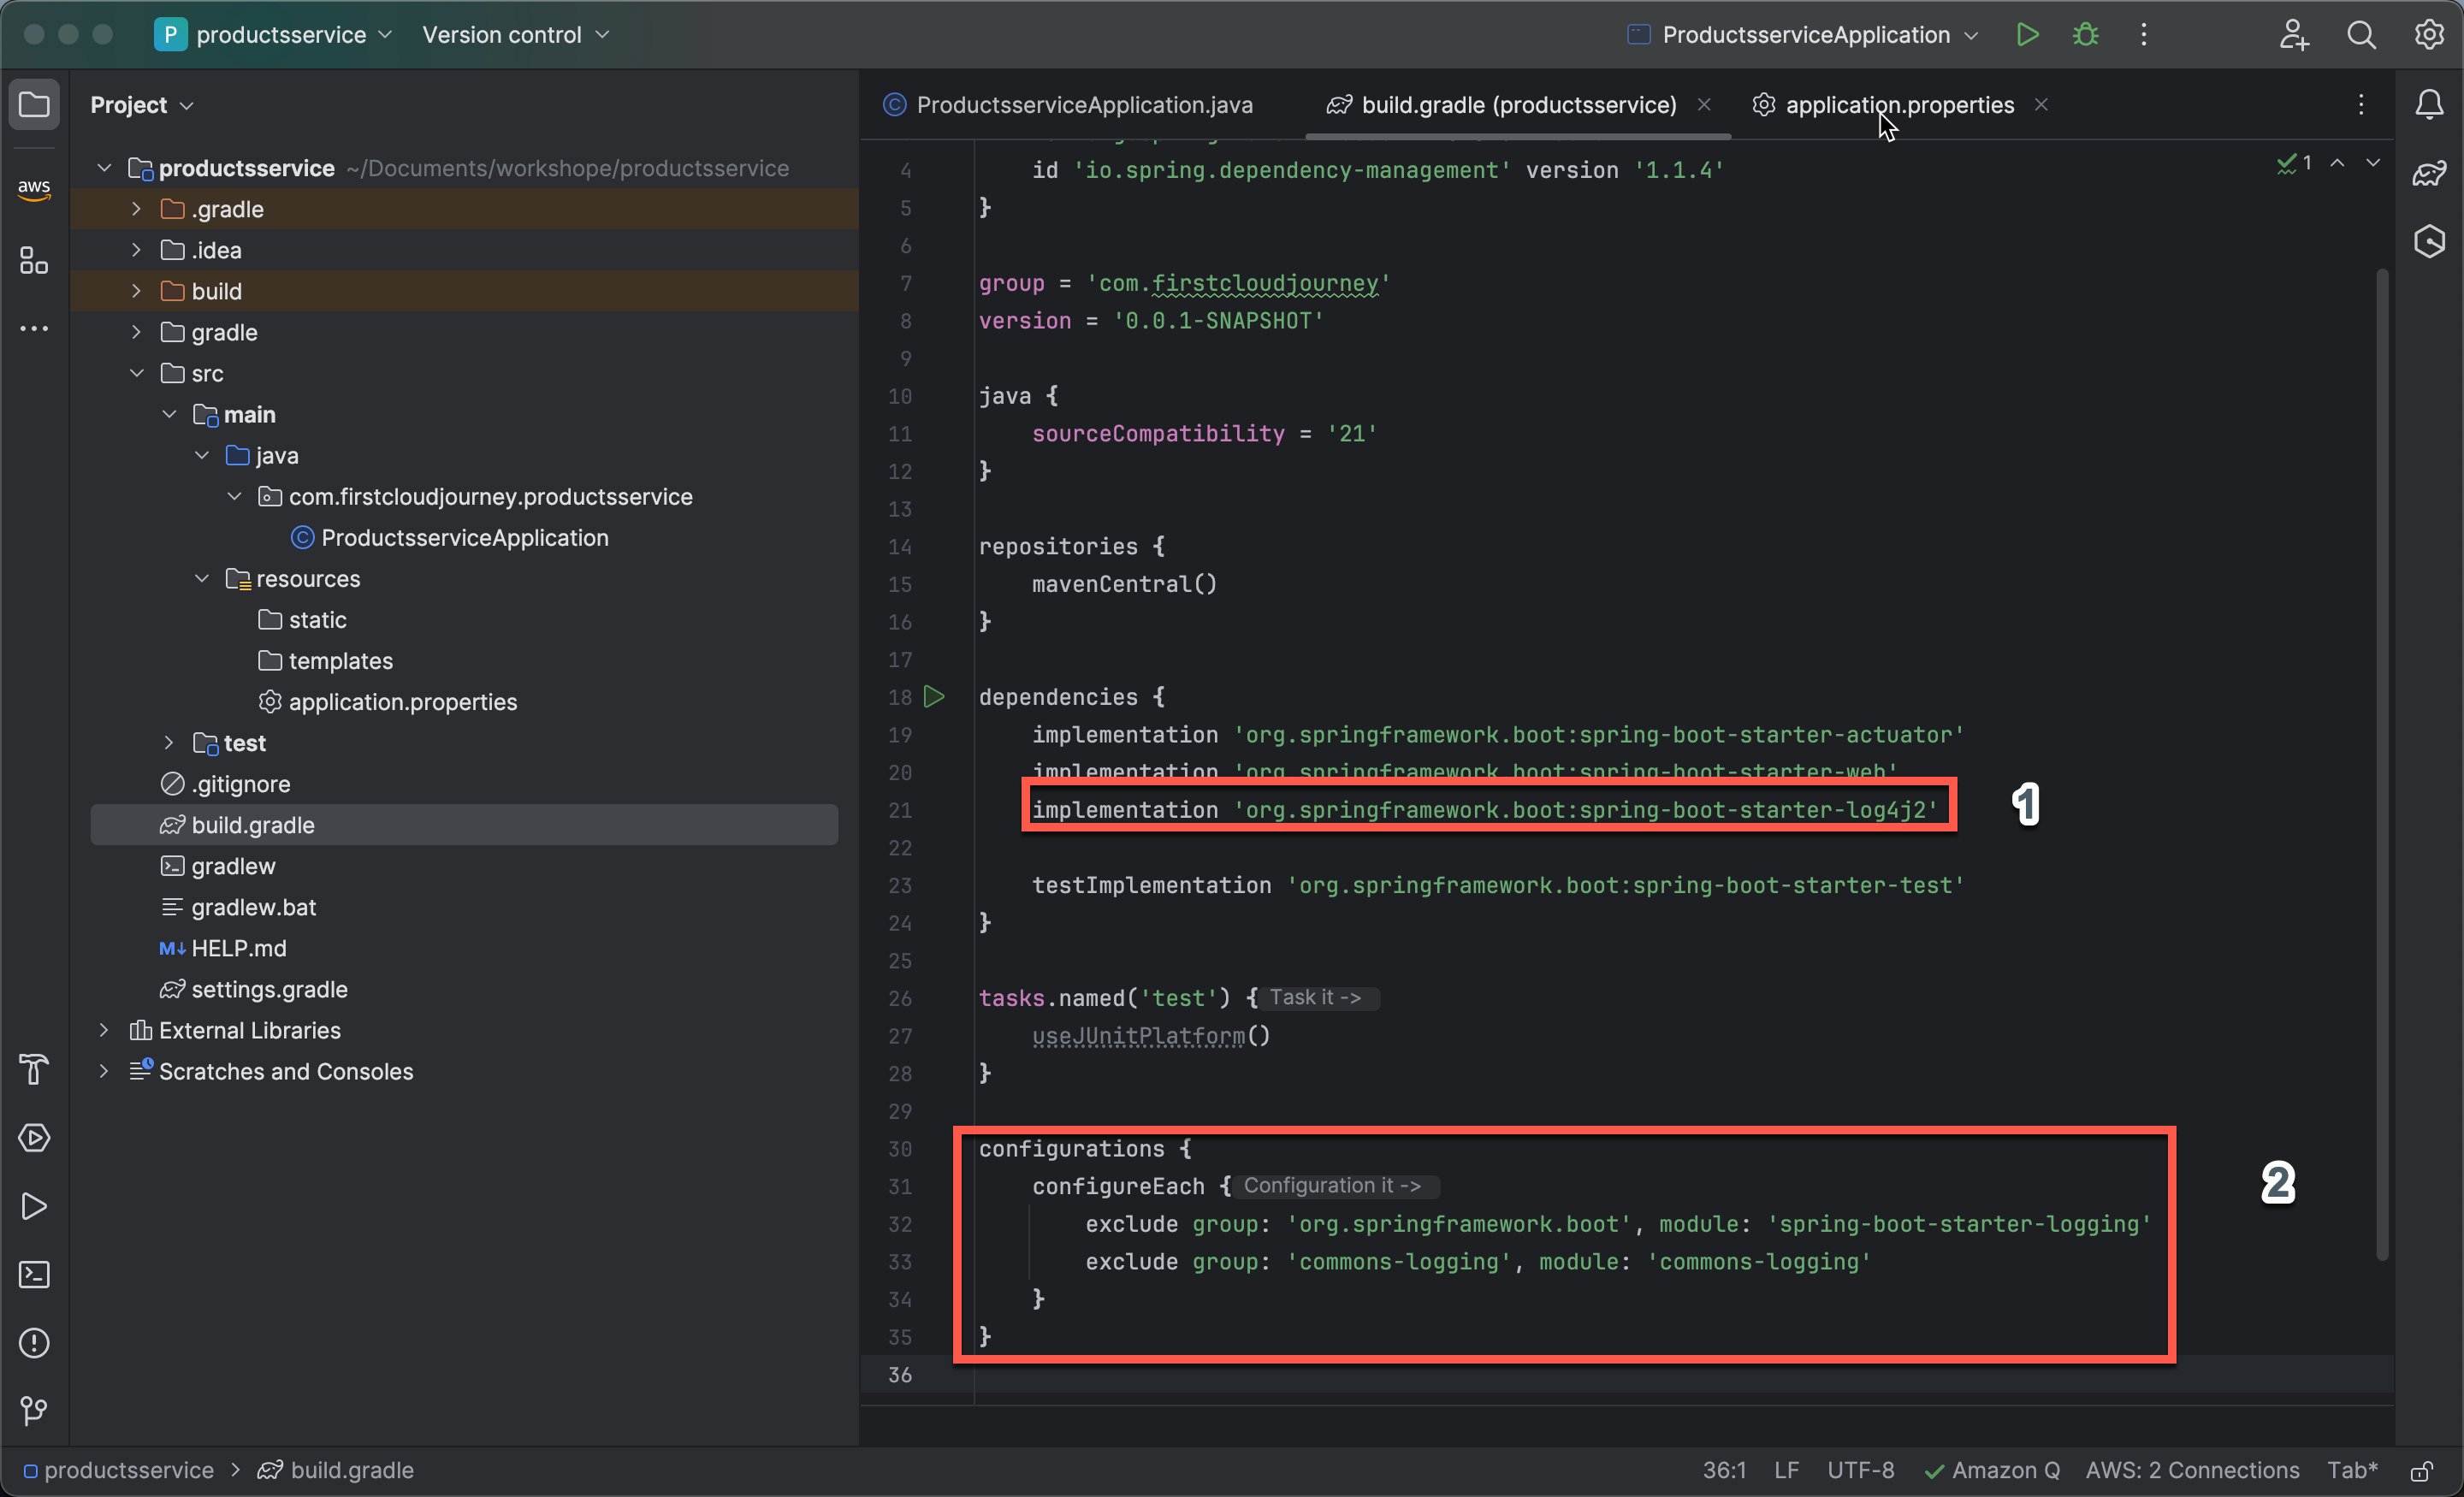 P productsservice Version control ProductsserviceApplication
aws
Project
productsservice ~/Documents/workshope/productsservice
.gradle
.idea
build
gradle
src
main
java
com.firstcloudjourney.productsservice
ProductsserviceApplication
resources
static
templates
application.properties
test
.gitignore
build.gradle
gradlew
gradlew.bat
M↓ HELP.md
settings.gradle
External Libraries
Scratches and Consoles
ProductsserviceApplication.java build.gradle (productsservice) application.properties
1
4 id 'io.spring.dependency-management' version '1.1.4'
5 }
6
7 group = 'com.firstcloudjourney'
8 version = '0.0.1-SNAPSHOT'
9
10 java {
11 sourceCompatibility = '21'
12 }
13
14 repositories {
15 mavenCentral()
16 }
17
18 dependencies {
19 implementation 'org.springframework.boot:spring-boot-starter-actuator'
20 implementation 'org.springframework.boot:spring-boot-starter-web'
21 implementation 'org.springframework.boot:spring-boot-starter-log4j2'
1
22
23 testImplementation 'org.springframework.boot:spring-boot-starter-test'
24 }
25
26 tasks.named('test') { Task it ->
27 useJUnitPlatform()
28 }
29
30 configurations {
31 configureEach { Configuration it ->
2
32 exclude group: 'org.springframework.boot', module: 'spring-boot-starter-logging'
33 exclude group: 'commons-logging', module: 'commons-logging'
34 }
35 }
36
productsservice > build.gradle 36:1 LF UTF-8 Amazon Q AWS: 2 Connections Tab*